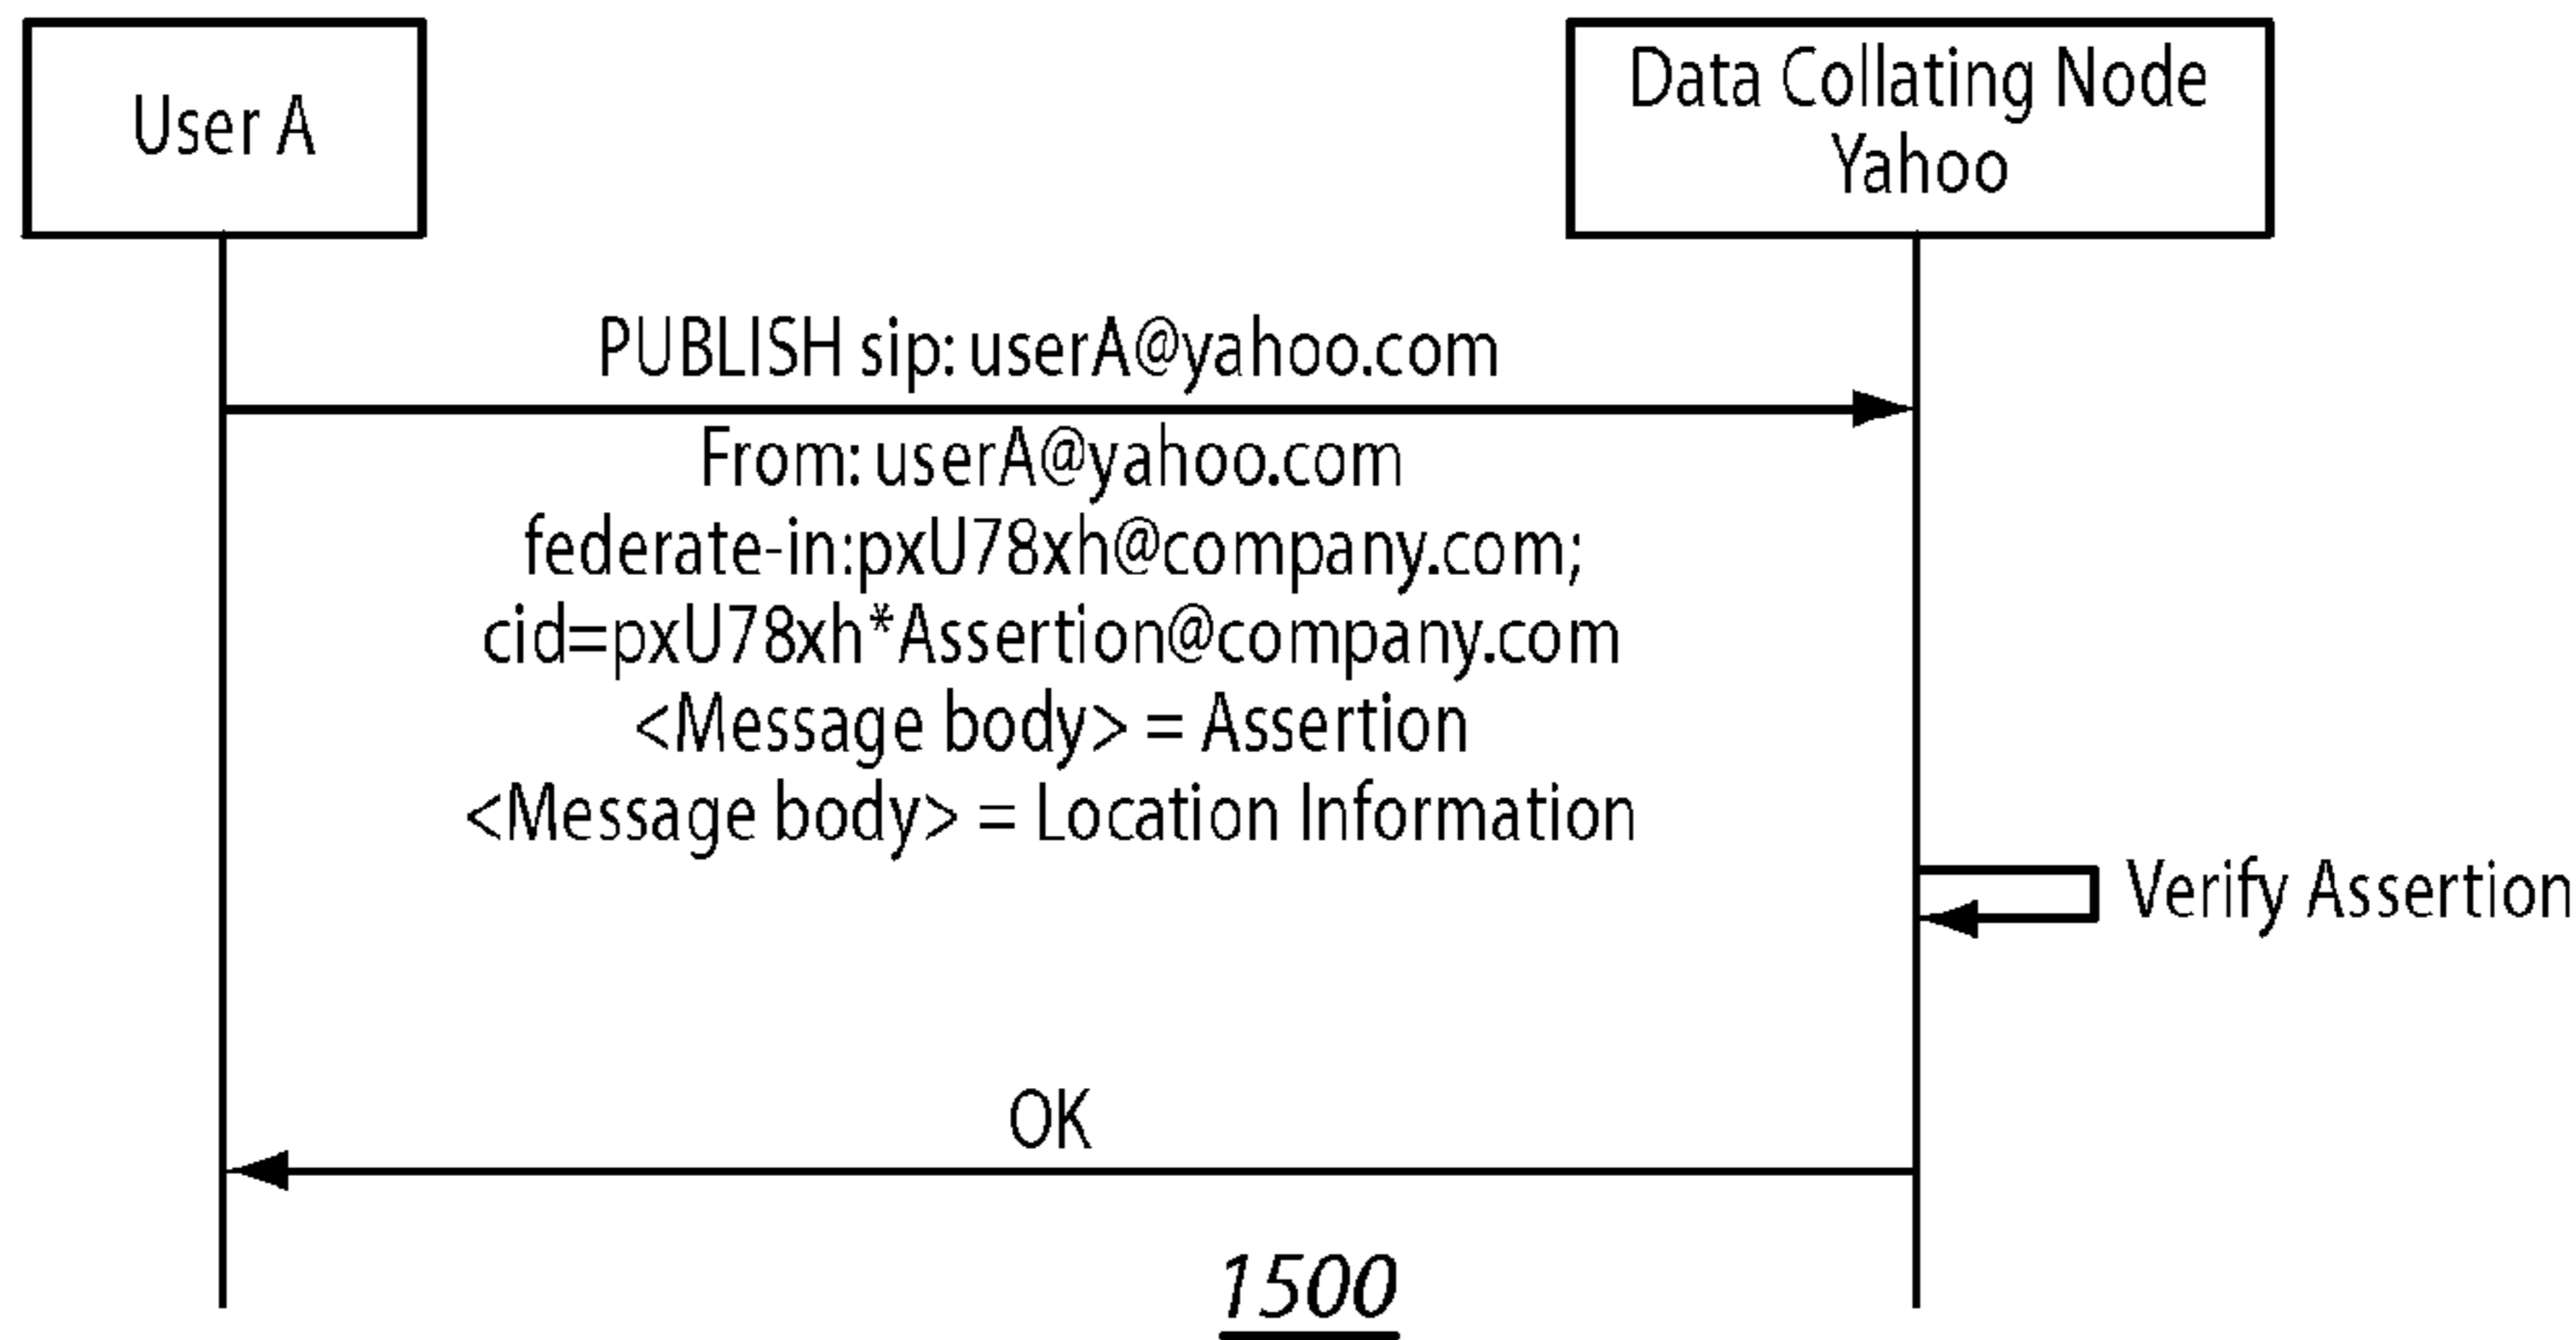 User A
Data Collating Node
Yahoo
PUBLISH sip: userA@yahoo.com
From: userA@yahoo.com
federate-in:pxU78xh@company.com;
cid=pxU78xh*Assertion@company.com
<Message body> = Assertion
<Message body> = Location Information
Verify Assertion
OK
1500